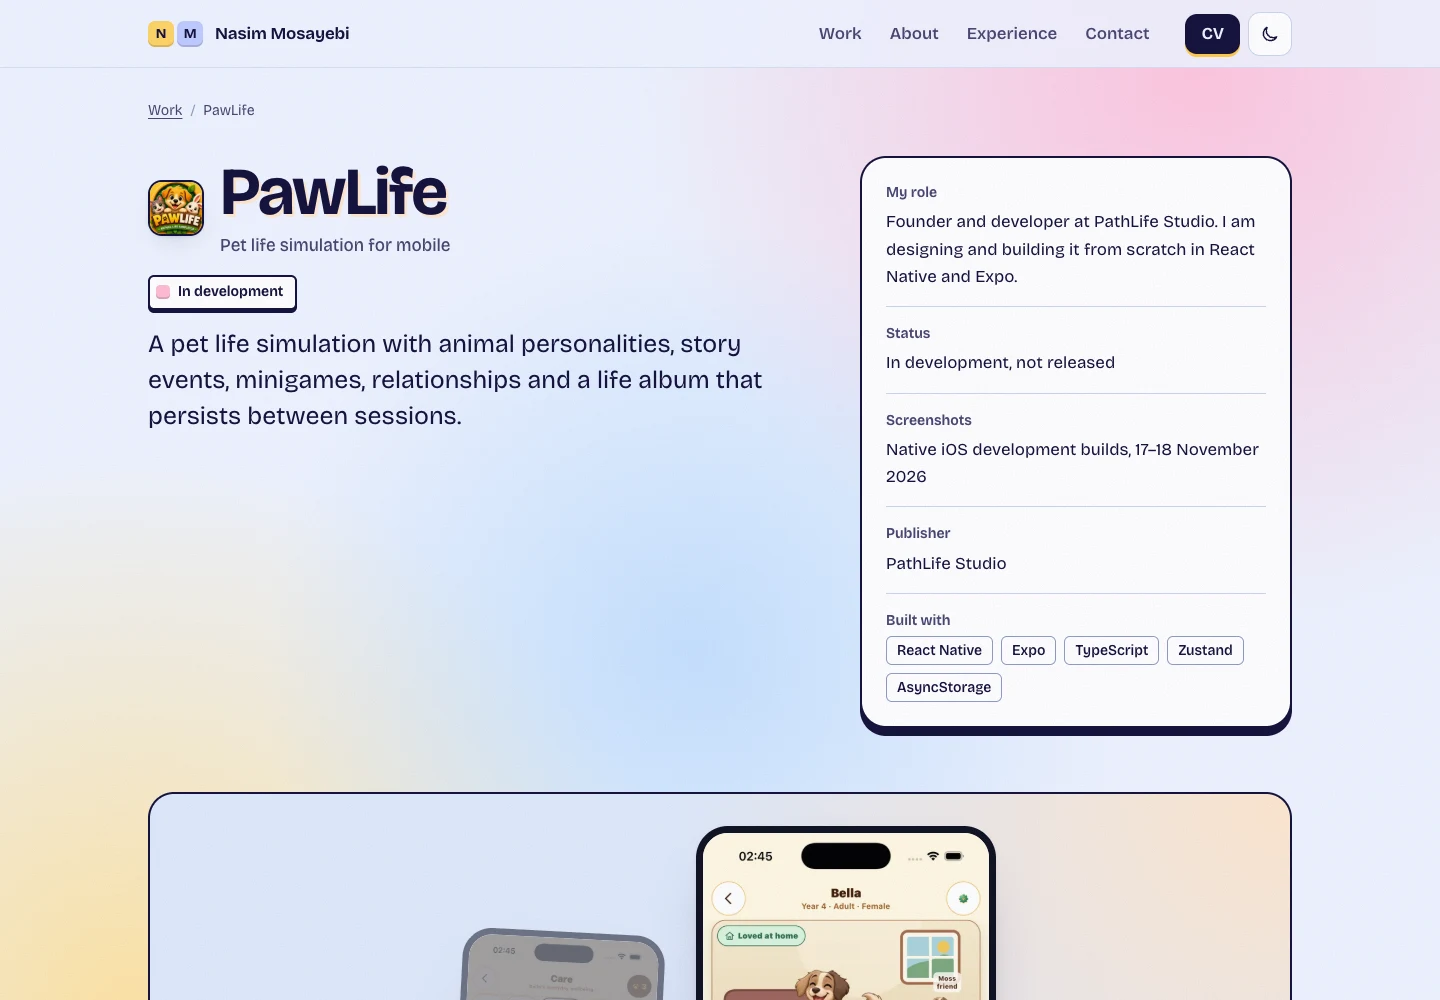 N M Nasim Mosayebi
Work About Experience Contact CV
Work / PawLife
PAWLIFE
PawLife
Pet life simulation for mobile
In development
A pet life simulation with animal personalities, story
events, minigames, relationships and a life album that
persists between sessions.
My role
Founder and developer at PathLife Studio. I am
designing and building it from scratch in React
Native and Expo.
Status
In development, not released
Screenshots
Native iOS development builds, 17–18 November
2026
Publisher
PathLife Studio
Built with
React Native Expo TypeScript Zustand
AsyncStorage
02:45
Bella
Year 4 · Adult · Female
Loved at home
Moss
friend
02:45
Care